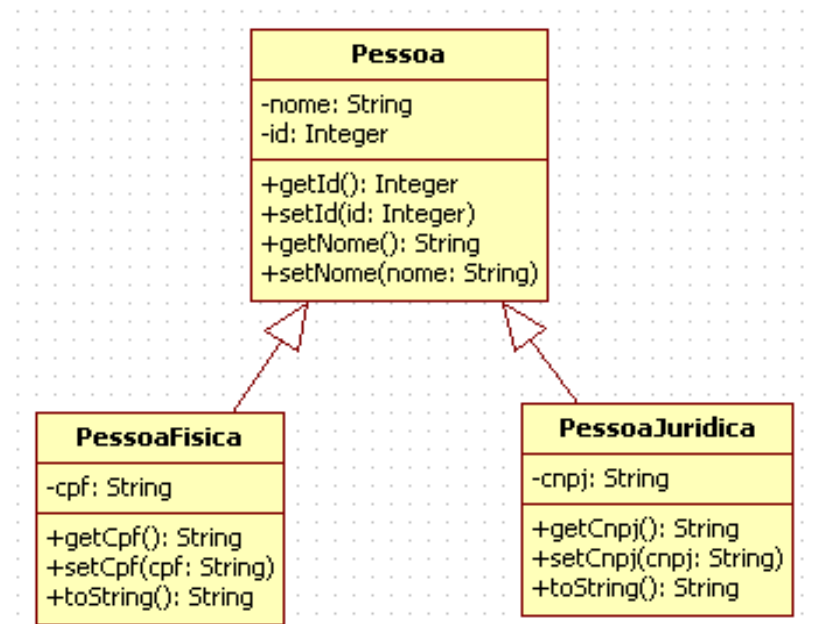 Pessoa
-nome: String
-id: Integer
+getId(): Integer
+setId(id: Integer)
+getNome(): String
+setNome(nome: String)
PessoaFisica
-cpf: String
+getCpf(): String
+setCpf(cpf: String)
+toString(): String
PessoaJuridica
-cnpj: String
+getCnpj(): String
+setCnpj(cnpj: String)
+toString(): String